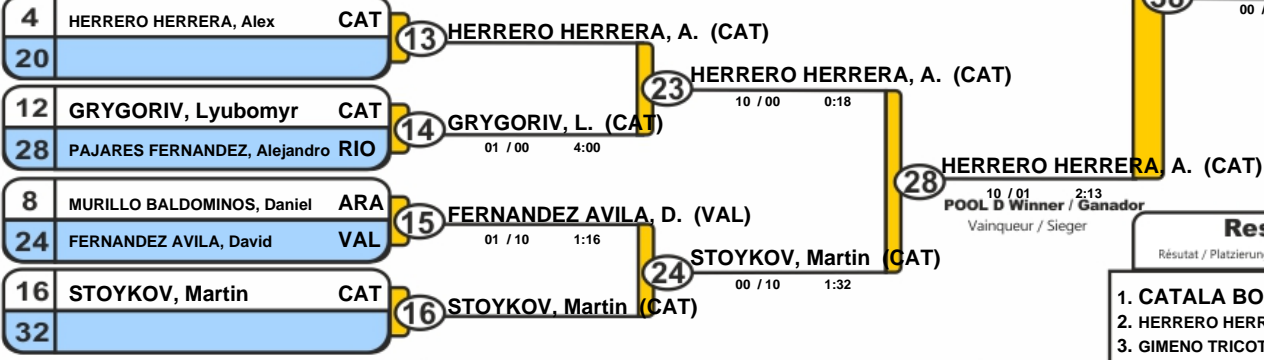 4 HERRERO HERRERA, Alex CAT
20
13 HERRERO HERRERA, A. (CAT)
12 GRYGORIV, Lyubomyr CAT
28 PAJARES FERNANDEZ, Alejandro RIO
14 GRYGORIV, L. (CAT)
01 / 00 4:00
23 HERRERO HERRERA, A. (CAT)
10 / 00 0:18
8 MURILLO BALDOMINOS, Daniel ARA
24 FERNANDEZ AVILA, David VAL
15 FERNANDEZ AVILA, D. (VAL)
01 / 10 1:16
16 STOYKOV, Martin CAT
32
16 STOYKOV, Martin (CAT)
24 STOYKOV, Martin (CAT)
00 / 10 1:32
28 HERRERO HERRERA, A. (CAT)
10 / 01 2:13
POOL D Winner / Ganador
Vainqueur / Sieger
00 /
Res
Résutat / Platzierun
1. CATALA BO
2. HERRERO HERR
3. GIMENO TRICOT